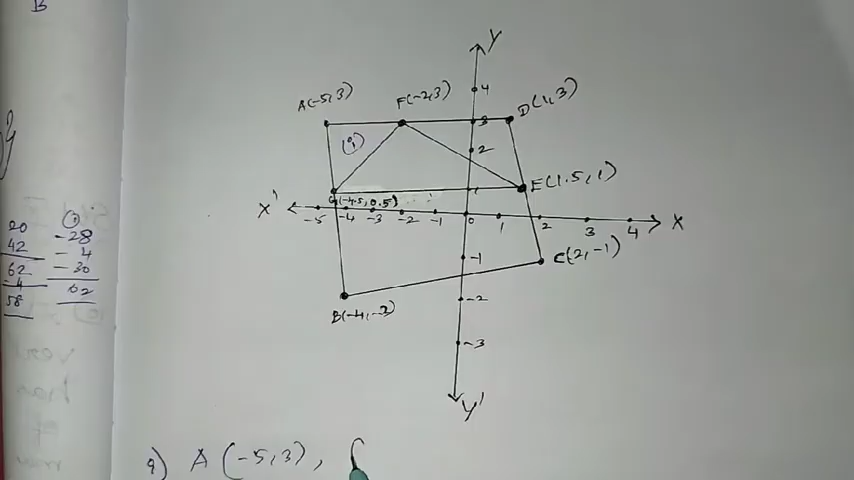 B
Y
4
A(-5,3) F(-2,3) D(1,3)
3
(i)
2
E(1.5,1)
1
G(-4.5,0.5)
X' -5 -4 -3 -2 -1 0 1 2 3 4 X
-1 C(2,-1)
-2
B(-4,-2)
-3
Y'
20
42
62
-4
58
-28
-4
-30
62
9) A(-5,3),